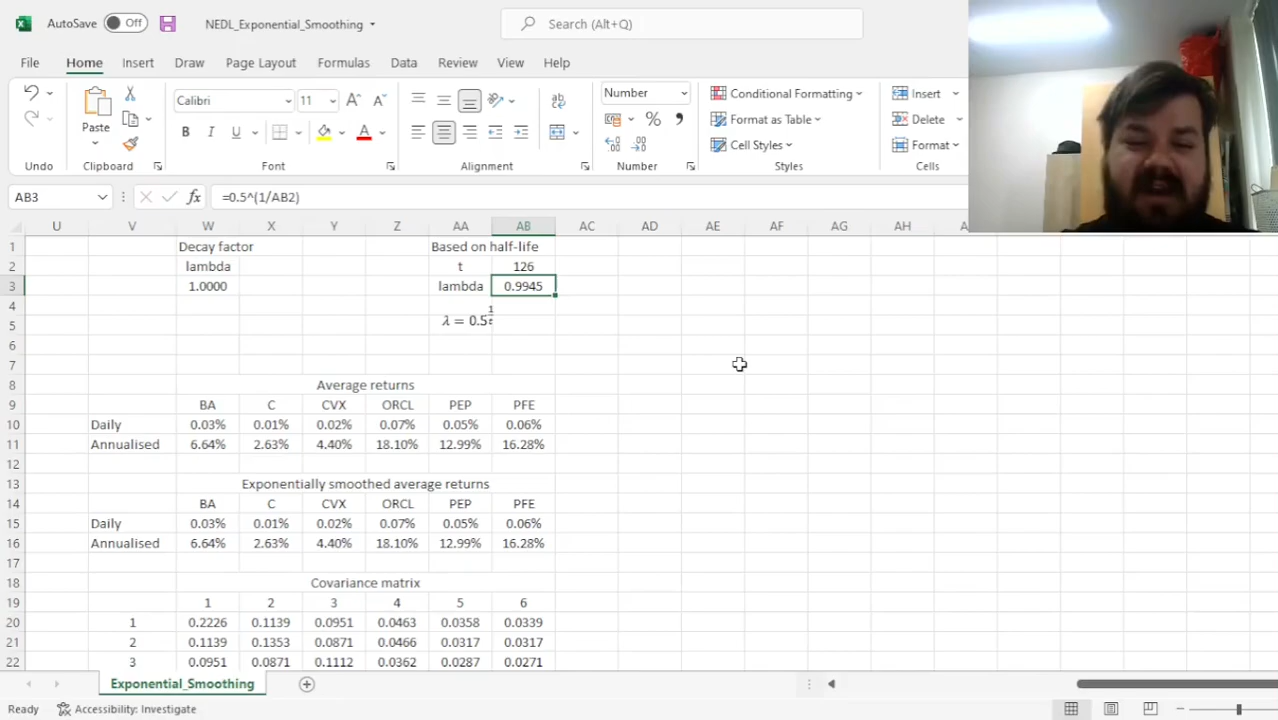 AutoSave Off NEDL_Exponential_Smoothing Search (Alt+Q)
File Home Insert Draw Page Layout Formulas Data Review View Help
Calibri 11 Number Conditional Formatting Insert
Paste Format as Table Delete
B I U Cell Styles Format
Undo Clipboard Font Alignment Number Styles Cells
AB3 fx =0.5^(1/AB2)
U V W X Y Z AA AB AC AD AE AF AG AH
1 Decay factor Based on half-life
2 lambda t 126
3 1.0000 lambda 0.9945
4
5 λ = 0.5^(1/t)
6
7
8 Average returns
9 BA C CVX ORCL PEP PFE
10 Daily 0.03% 0.01% 0.02% 0.07% 0.05% 0.06%
11 Annualised 6.64% 2.63% 4.40% 18.10% 12.99% 16.28%
12
13 Exponentially smoothed average returns
14 BA C CVX ORCL PEP PFE
15 Daily 0.03% 0.01% 0.02% 0.07% 0.05% 0.06%
16 Annualised 6.64% 2.63% 4.40% 18.10% 12.99% 16.28%
17
18 Covariance matrix
19 1 2 3 4 5 6
20 1 0.2226 0.1139 0.0951 0.0463 0.0358 0.0339
21 2 0.1139 0.1353 0.0871 0.0466 0.0317 0.0317
22 3 0.0951 0.0871 0.1112 0.0362 0.0287 0.0271
Exponential_Smoothing
Ready Accessibility: Investigate